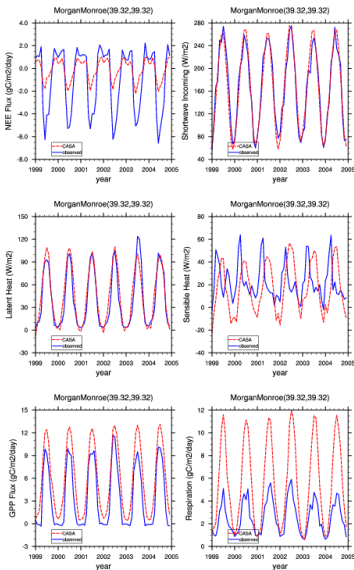 MorganMonroe(39.32,39.32)
NEE Flux (gC/m2/day)
4.0
2.0
0.0
-2.0
-4.0
-6.0
-8.0
CASA
observed
1999 2000 2001 2002 2003 2004 2005
year
MorganMonroe(39.32,39.32)
Shortwave Incoming (W/m2)
280
240
200
160
120
80
40
CASA
observed
1999 2000 2001 2002 2003 2004 2005
year
MorganMonroe(39.32,39.32)
Latent Heat (W/m2)
150
120
90
60
30
0
-30
CASA
observed
1999 2000 2001 2002 2003 2004 2005
year
MorganMonroe(39.32,39.32)
Sensible Heat (W/m2)
80
60
40
20
0
-20
-40
CASA
observed
1999 2000 2001 2002 2003 2004 2005
year
MorganMonroe(39.32,39.32)
GPP Flux (gC/m2/day)
15
12
9
6
3
0
-3
CASA
observed
1999 2000 2001 2002 2003 2004 2005
year
MorganMonroe(39.32,39.32)
Respiration (gC/m2/day)
12
10
8
6
4
2
0
CASA
observed
1999 2000 2001 2002 2003 2004 2005
year